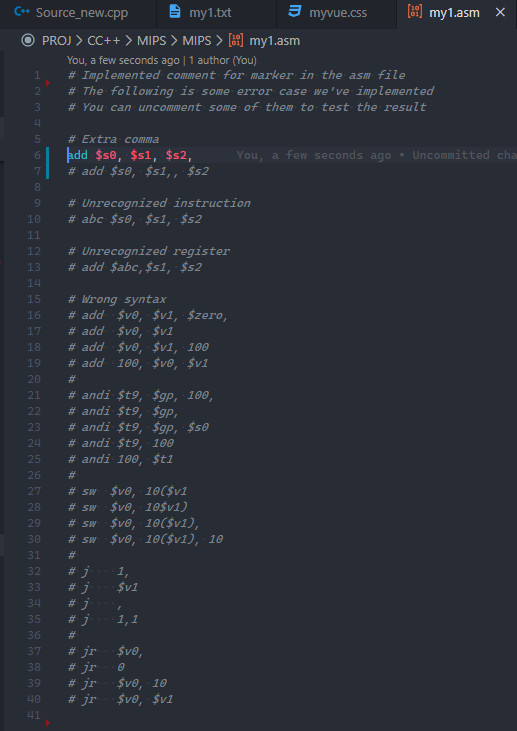 Source_new.cpp my1.txt myvue.css my1.asm
PROJ > CC++ > MIPS > MIPS > my1.asm
You, a few seconds ago | 1 author (You)
1 # Implemented comment for marker in the asm file
2 # The following is some error case we've implemented
3 # You can uncomment some of them to test the result
4
5 # Extra comma
6 add $s0, $s1, $s2, You, a few seconds ago • Uncommitted cha
7 # add $s0, $s1,, $s2
8
9 # Unrecognized instruction
10 # abc $s0, $s1, $s2
11
12 # Unrecognized register
13 # add $abc,$s1, $s2
14
15 # Wrong syntax
16 # add  $v0, $v1, $zero,
17 # add  $v0, $v1
18 # add  $v0, $v1, 100
19 # add  100, $v0, $v1
20 #
21 # andi $t9, $gp, 100,
22 # andi $t9, $gp,
23 # andi $t9, $gp, $s0
24 # andi $t9, 100
25 # andi 100, $t1
26 #
27 # sw  $v0, 10($v1
28 # sw  $v0, 10$v1)
29 # sw  $v0, 10($v1),
30 # sw  $v0, 10($v1), 10
31 #
32 # j    1,
33 # j    $v1
34 # j    ,
35 # j    1,1
36 #
37 # jr   $v0,
38 # jr   0
39 # jr   $v0, 10
40 # jr   $v0, $v1
41